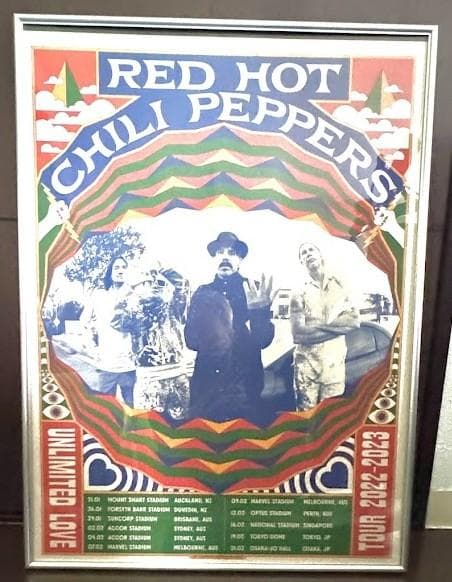 RED HOT
CHILI PEPPERS
UNLIMITED LOVE
TOUR 2022-2023
21.01 MOUNT SMART STADIUM AUCKLAND, NZ
26.01 FORSYTH BARR STADIUM DUNEDIN, NZ
29.01 SUNCORP STADIUM BRISBANE, AUS
02.02 ACCOR STADIUM SYDNEY, AUS
04.02 ACCOR STADIUM SYDNEY, AUS
07.02 MARVEL STADIUM MELBOURNE, AUS
09.02 MARVEL STADIUM MELBOURNE, AUS
12.02 OPTUS STADIUM PERTH, AUS
16.02 NATIONAL STADIUM SINGAPORE
19.02 TOKYO DOME TOKYO, JP
21.02 OSAKA-JO HALL OSAKA, JP